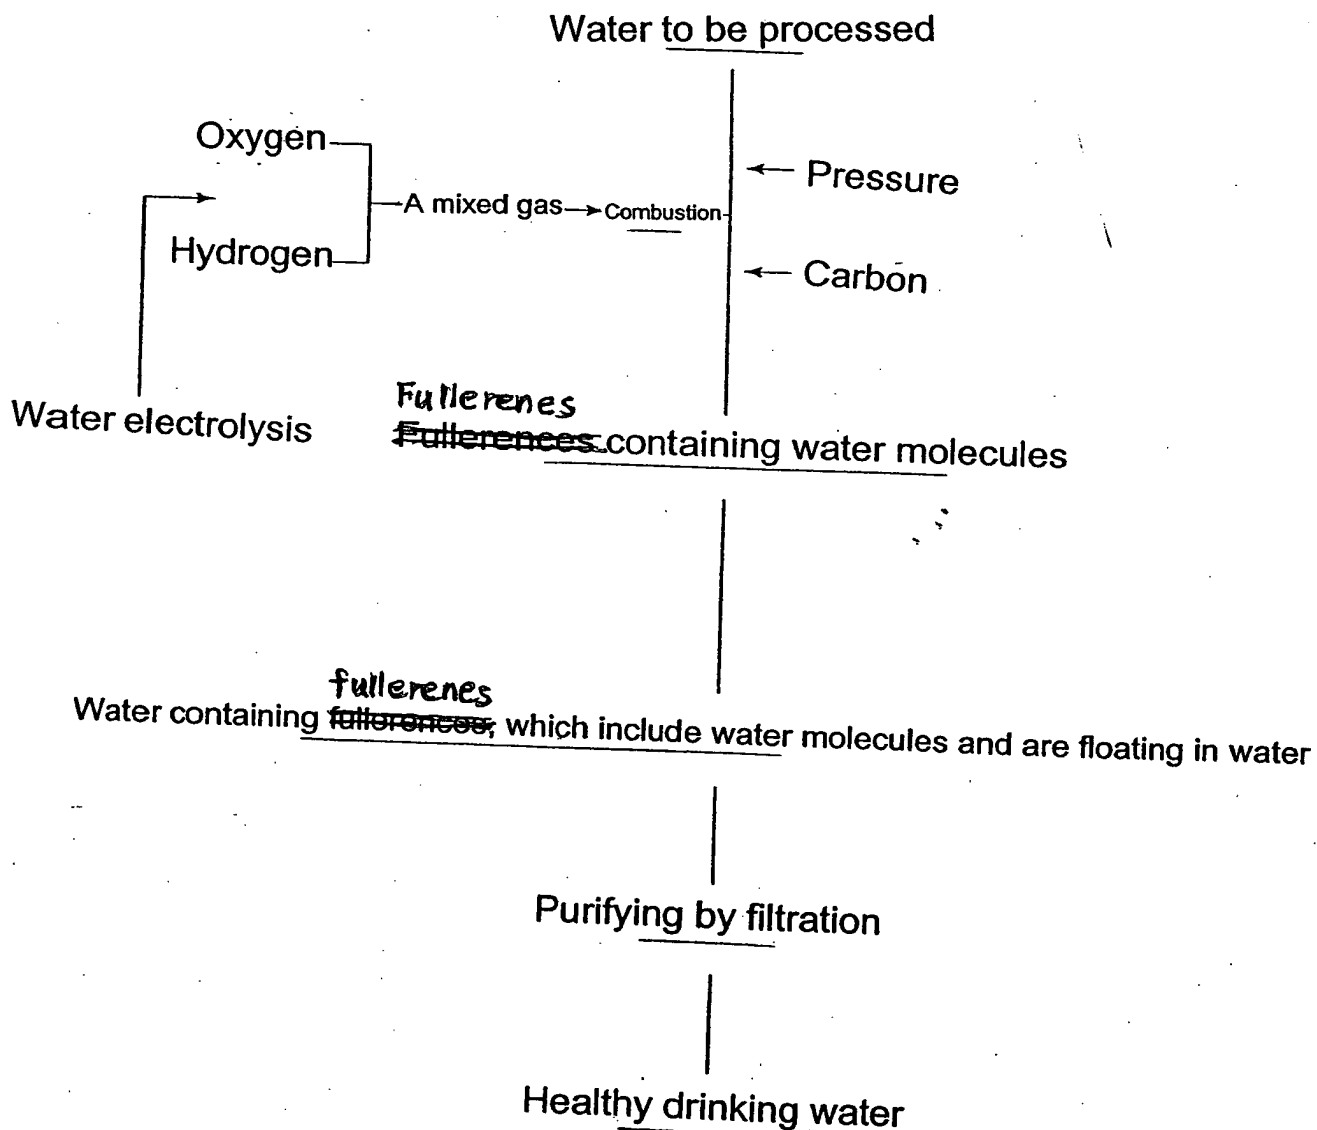 Water to be processed
Oxygen
Pressure
A mixed gas
Combustion
Hydrogen
Carbon
Water electrolysis
Fullerenes
Fullerences containing water molecules
fullerenes
Water containing fullurences, which include water molecules and are floating in water
Purifying by filtration
Healthy drinking water